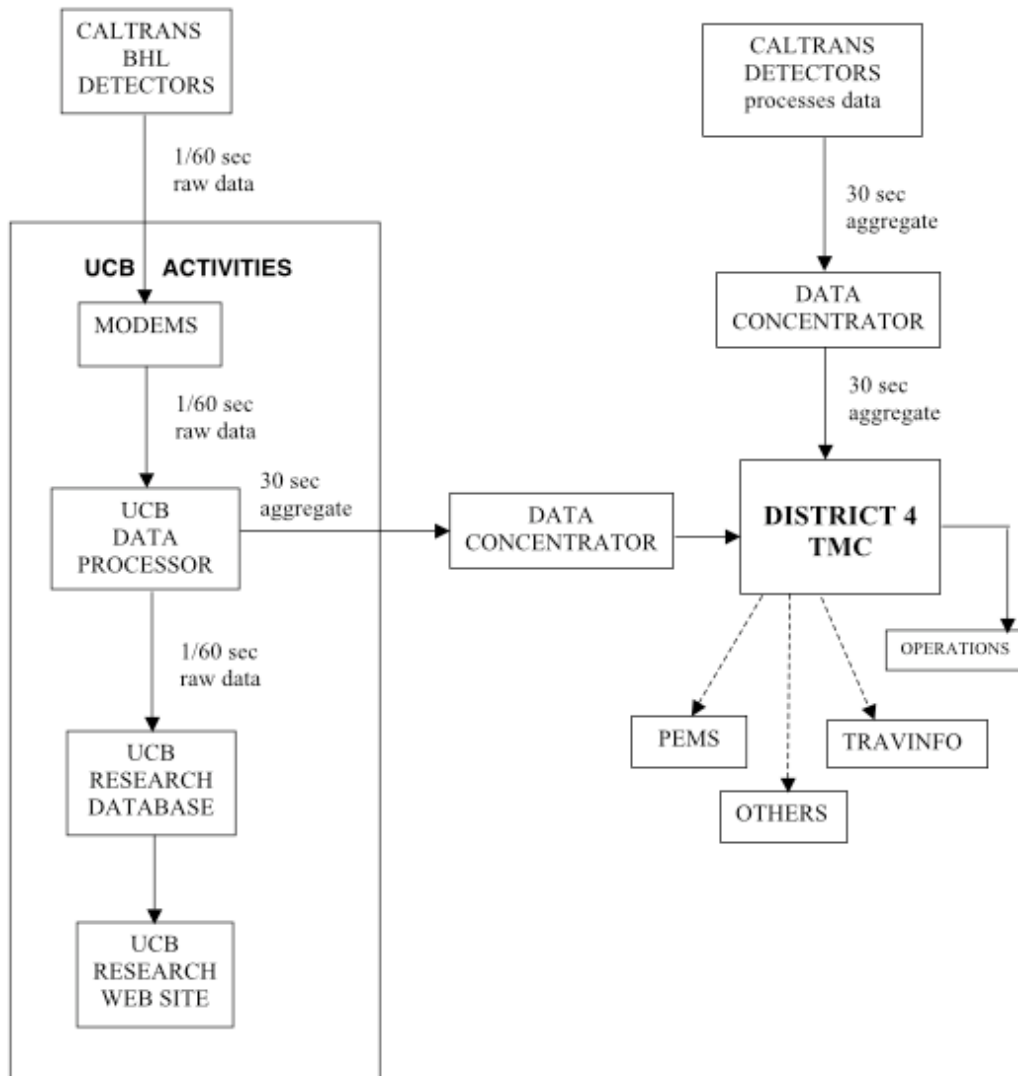 CALTRANS
BHL
DETECTORS
1/60 sec
raw data
UCB ACTIVITIES
MODEMS
1/60 sec
raw data
UCB
DATA
PROCESSOR
30 sec
aggregate
1/60 sec
raw data
UCB
RESEARCH
DATABASE
UCB
RESEARCH
WEB SITE
DATA
CONCENTRATOR
CALTRANS
DETECTORS
processes data
30 sec
aggregate
DATA
CONCENTRATOR
30 sec
aggregate
DISTRICT 4
TMC
OPERATIONS
PEMS
TRAVINFO
OTHERS